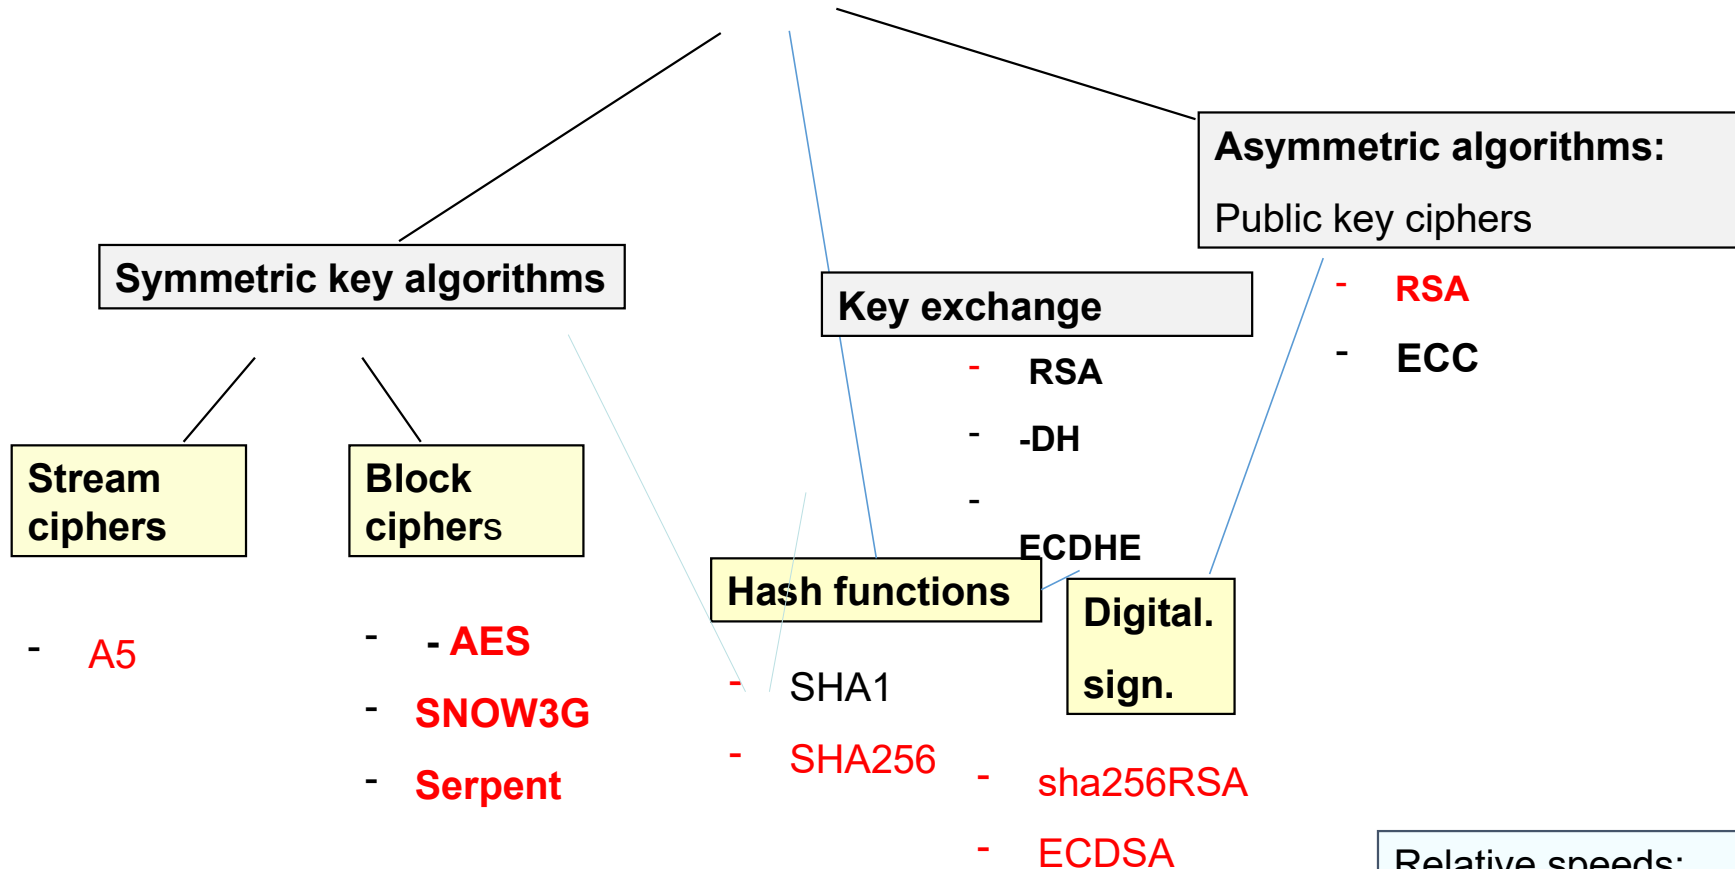 Asymmetric algorithms:
Public key ciphers
- RSA
- ECC
Symmetric key algorithms
Key exchange
- RSA
- -DH
-
ECDHE
Stream
ciphers
- A5
Block
ciphers
- - AES
- SNOW3G
- Serpent
Hash functions
- SHA1
- SHA256
Digital.
sign.
- sha256RSA
- ECDSA
Relative speeds: